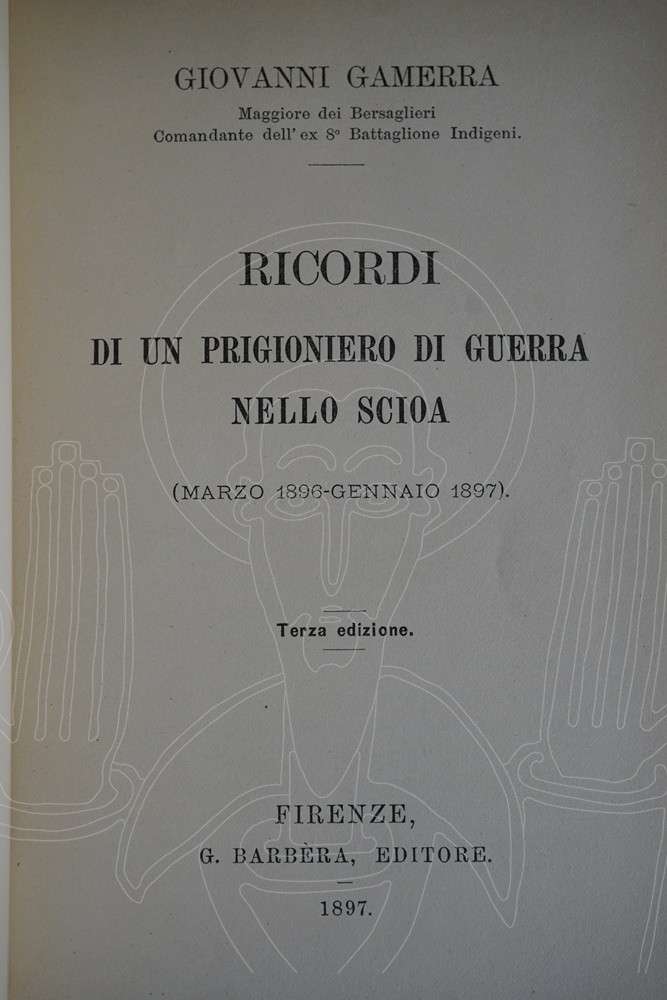 GIOVANNI GAMERRA
Maggiore dei Bersaglieri
Comandante dell' ex 8º Battaglione Indigeni.
RICORDI
DI UN PRIGIONIERO DI GUERRA
NELLO SCIOA
(MARZO 1896-GENNAIO 1897).
Terza edizione.
FIRENZE,
G. BARBÈRA, EDITORE.
1897.